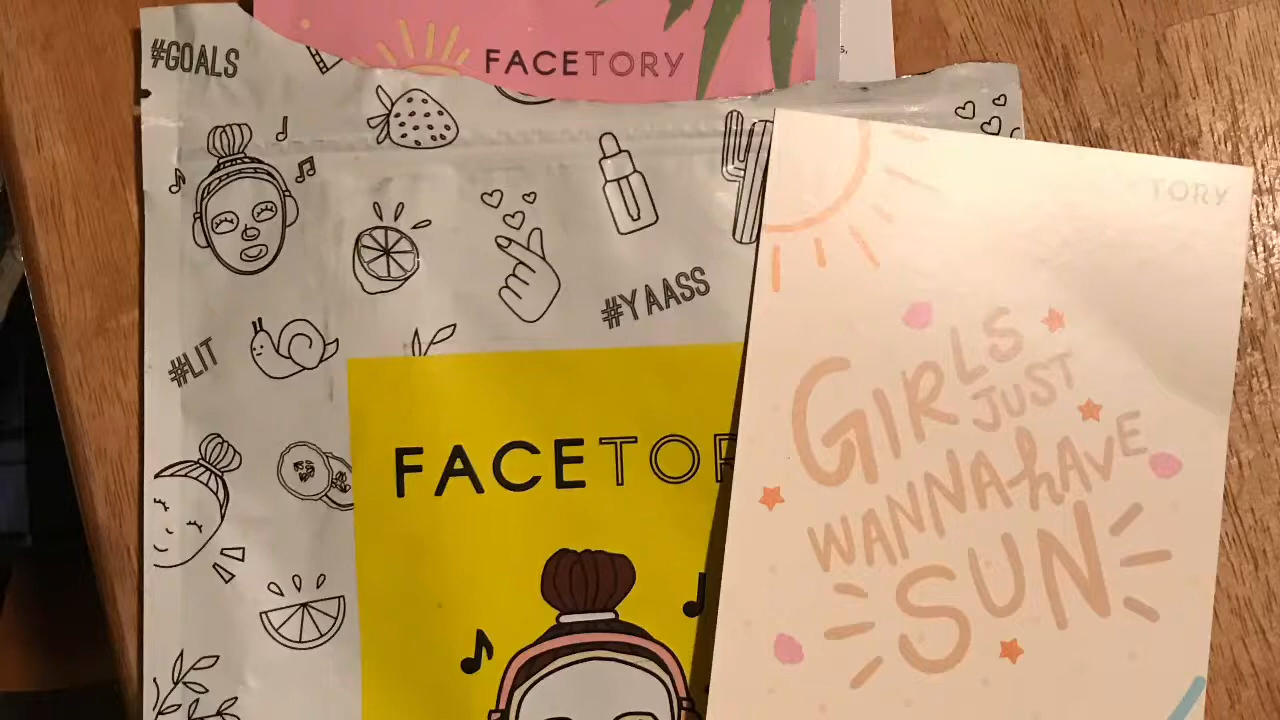 #GOALS
FACETORY
s,
TORY
#YAASS
#LIT
GIRLS
JUST
WANNA HAVE
SUN
FACETOR